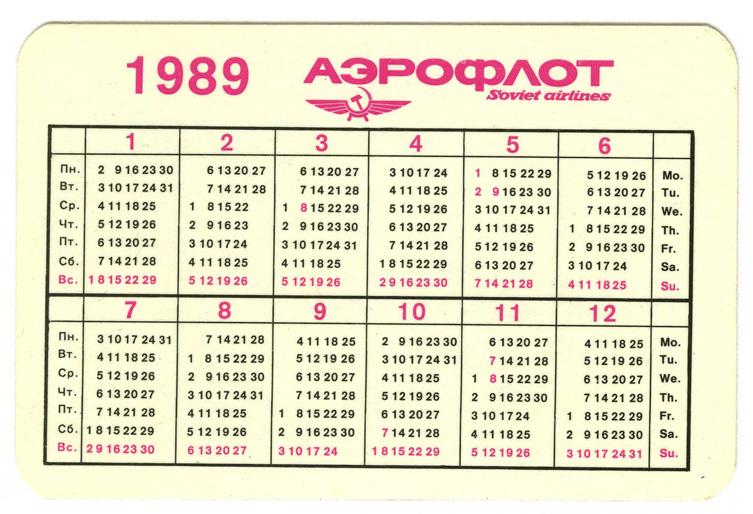 1989 АЭРОФЛОТ
Soviet airlines
1 2 3 4 5 6
Пн. 2 9 16 23 30 6 13 20 27 6 13 20 27 3 10 17 24 1 8 15 22 29 5 12 19 26 Mo.
Вт. 3 10 17 24 31 7 14 21 28 7 14 21 28 4 11 18 25 2 9 16 23 30 6 13 20 27 Tu.
Ср. 4 11 18 25 1 8 15 22 1 8 15 22 29 5 12 19 26 3 10 17 24 31 7 14 21 28 We.
Чт. 5 12 19 26 2 9 16 23 2 9 16 23 30 6 13 20 27 4 11 18 25 1 8 15 22 29 Th.
Пт. 6 13 20 27 3 10 17 24 3 10 17 24 31 7 14 21 28 5 12 19 26 2 9 16 23 30 Fr.
Сб. 7 14 21 28 4 11 18 25 4 11 18 25 1 8 15 22 29 6 13 20 27 3 10 17 24 Sa.
Вс. 1 8 15 22 29 5 12 19 26 5 12 19 26 2 9 16 23 30 7 14 21 28 4 11 18 25 Su.
7 8 9 10 11 12
Пн. 3 10 17 24 31 7 14 21 28 4 11 18 25 2 9 16 23 30 6 13 20 27 4 11 18 25 Mo.
Вт. 4 11 18 25 1 8 15 22 29 5 12 19 26 3 10 17 24 31 7 14 21 28 5 12 19 26 Tu.
Ср. 5 12 19 26 2 9 16 23 30 6 13 20 27 4 11 18 25 1 8 15 22 29 6 13 20 27 We.
Чт. 6 13 20 27 3 10 17 24 31 7 14 21 28 5 12 19 26 2 9 16 23 30 7 14 21 28 Th.
Пт. 7 14 21 28 4 11 18 25 1 8 15 22 29 6 13 20 27 3 10 17 24 1 8 15 22 29 Fr.
Сб. 1 8 15 22 29 5 12 19 26 2 9 16 23 30 7 14 21 28 4 11 18 25 2 9 16 23 30 Sa.
Вс. 2 9 16 23 30 6 13 20 27 3 10 17 24 1 8 15 22 29 5 12 19 26 3 10 17 24 31 Su.